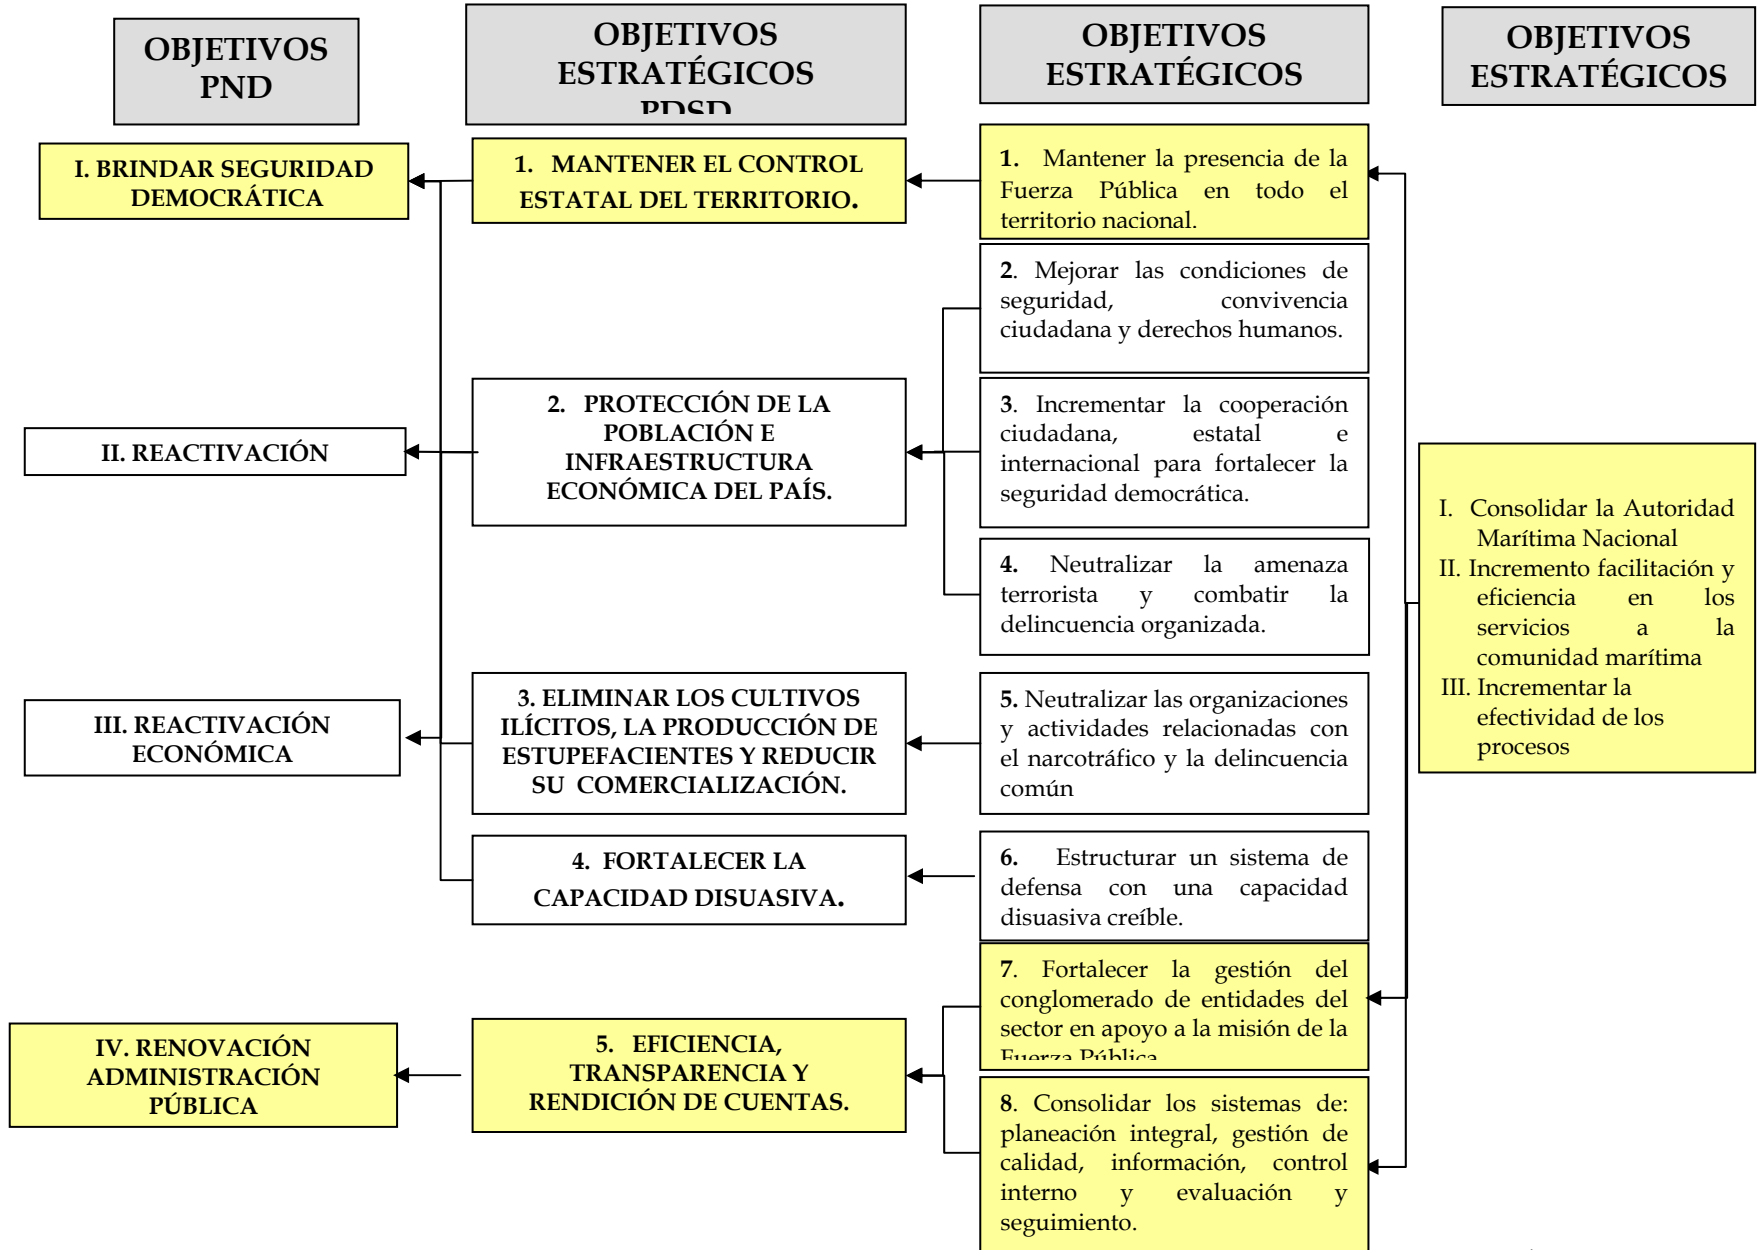 OBJETIVOS
PND
OBJETIVOS
ESTRATÉGICOS
PDSD
OBJETIVOS
ESTRATÉGICOS
OBJETIVOS
ESTRATÉGICOS
I. BRINDAR SEGURIDAD
DEMOCRÁTICA
II. REACTIVACIÓN
III. REACTIVACIÓN
ECONÓMICA
IV. RENOVACIÓN
ADMINISTRACIÓN
PÚBLICA
1. MANTENER EL CONTROL
ESTATAL DEL TERRITORIO.
2. PROTECCIÓN DE LA
POBLACIÓN E
INFRAESTRUCTURA
ECONÓMICA DEL PAÍS.
3. ELIMINAR LOS CULTIVOS
ILÍCITOS, LA PRODUCCIÓN DE
ESTUPEFACIENTES Y REDUCIR
SU COMERCIALIZACIÓN.
4. FORTALECER LA
CAPACIDAD DISUASIVA.
5. EFICIENCIA,
TRANSPARENCIA Y
RENDICIÓN DE CUENTAS.
1. Mantener la presencia de la
Fuerza Pública en todo el
territorio nacional.
2. Mejorar las condiciones de
seguridad, convivencia
ciudadana y derechos humanos.
3. Incrementar la cooperación
ciudadana, estatal e
internacional para fortalecer la
seguridad democrática.
4. Neutralizar la amenaza
terrorista y combatir la
delincuencia organizada.
5. Neutralizar las organizaciones
y actividades relacionadas con
el narcotráfico y la delincuencia
común
6. Estructurar un sistema de
defensa con una capacidad
disuasiva creíble.
7. Fortalecer la gestión del
conglomerado de entidades del
sector en apoyo a la misión de la
Fuerza Pública
8. Consolidar los sistemas de:
planeación integral, gestión de
calidad, información, control
interno y evaluación y
seguimiento.
I. Consolidar la Autoridad
Marítima Nacional
II. Incremento facilitación y
eficiencia en los
servicios a la
comunidad marítima
III. Incrementar la
efectividad de los
procesos